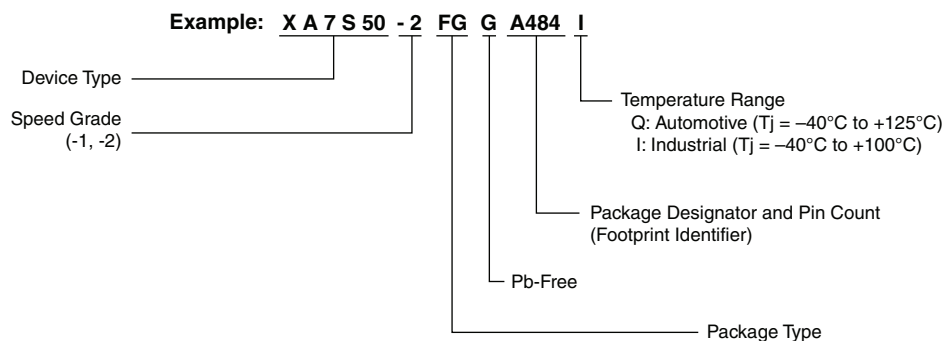 Example: X A 7 S 50 - 2 FG G A484 I
Device Type
Speed Grade
(-1, -2)
Temperature Range
Q: Automotive (Tj = –40°C to +125°C)
I: Industrial (Tj = –40°C to +100°C)
Package Designator and Pin Count
(Footprint Identifier)
Pb-Free
Package Type